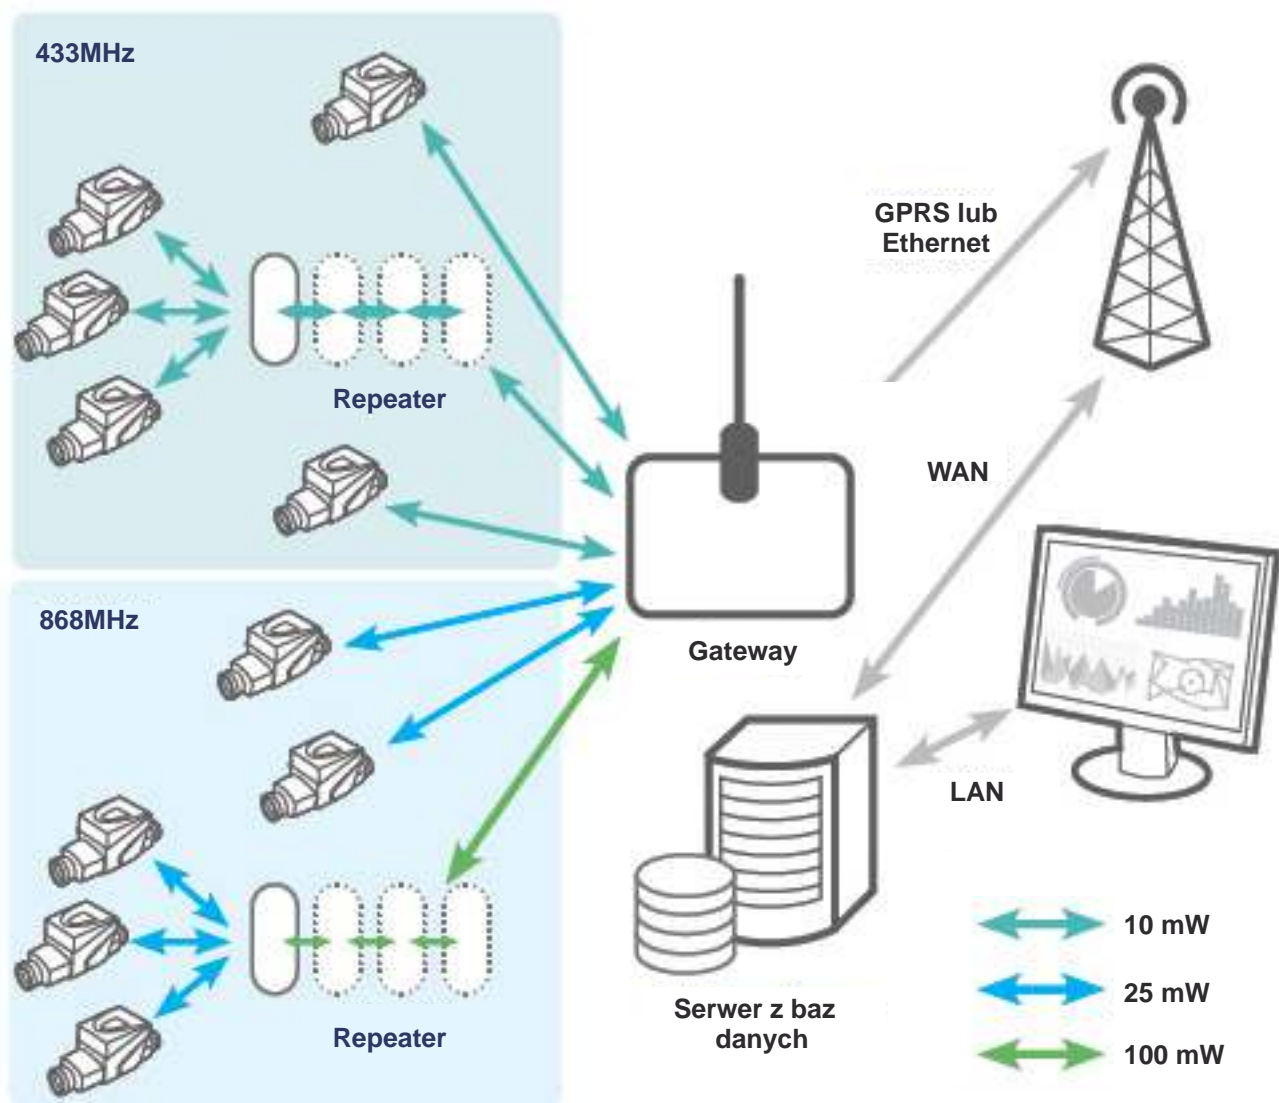 433MHz
Repeater
868MHz
Repeater
GPRS lub
Ethernet
WAN
Gateway
LAN
Serwer z baz
danych
10 mW
25 mW
100 mW